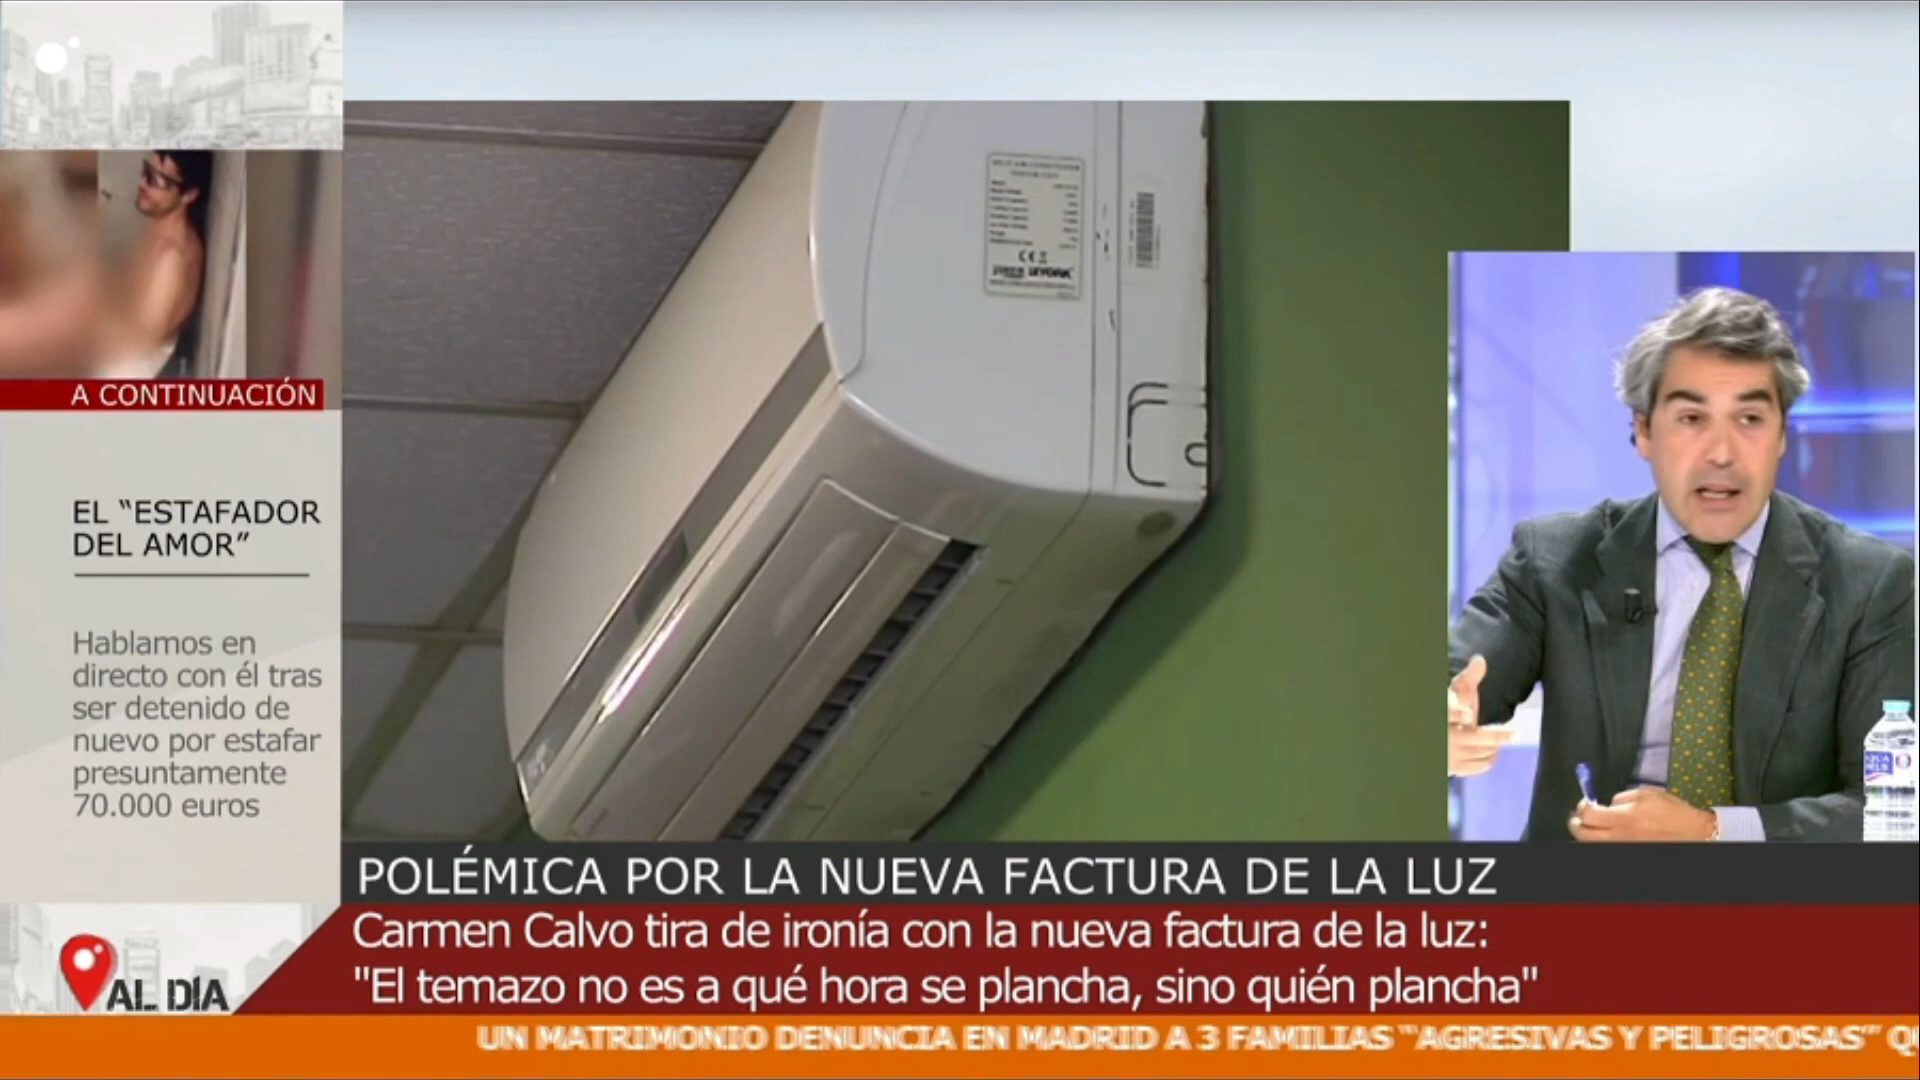 A CONTINUACIÓN
EL “ESTAFADOR
DEL AMOR”
Hablamos en
directo con él tras
ser detenido de
nuevo por estafar
presuntamente
70.000 euros
POLÉMICA POR LA NUEVA FACTURA DE LA LUZ
Carmen Calvo tira de ironía con la nueva factura de la luz:
"El temazo no es a qué hora se plancha, sino quién plancha"
AL DÍA
UN MATRIMONIO DENUNCIA EN MADRID A 3 FAMILIAS “AGRESIVAS Y PELIGROSAS”